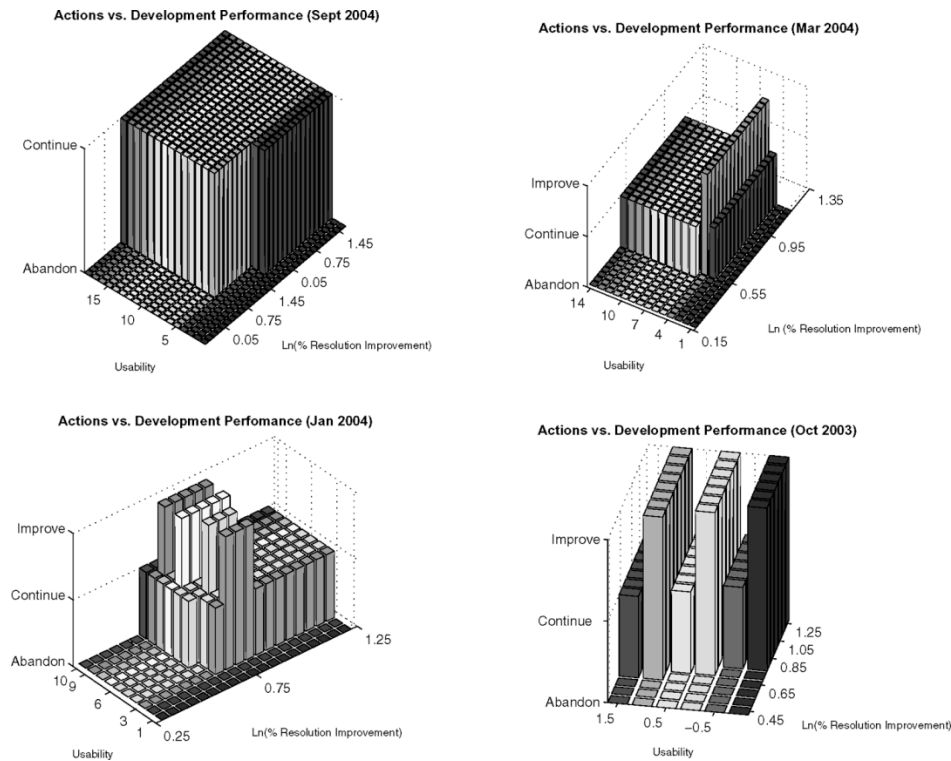 Actions vs. Development Performance (Sept 2004)
Continue
Abandon
15
10
5
0.05
0.75
1.45
0.05
0.75
1.45
Ln(% Resolution Improvement)
Usability
Actions vs. Development Performance (Mar 2004)
Improve
Continue
Abandon
14
10
7
4
1
0.15
0.55
0.95
1.35
Ln(% Resolution Improvement)
Usability
Actions vs. Development Perfomance (Jan 2004)
Improve
Continue
Abandon
10
9
6
3
1
0.25
0.75
1.25
Ln(% Resolution Improvement)
Usability
Actions vs. Development Performance (Oct 2003)
Improve
Continue
Abandon
1.5
0.5
−0.5
0.45
0.65
0.85
1.05
1.25
Ln(% Resolution Improvement)
Usability